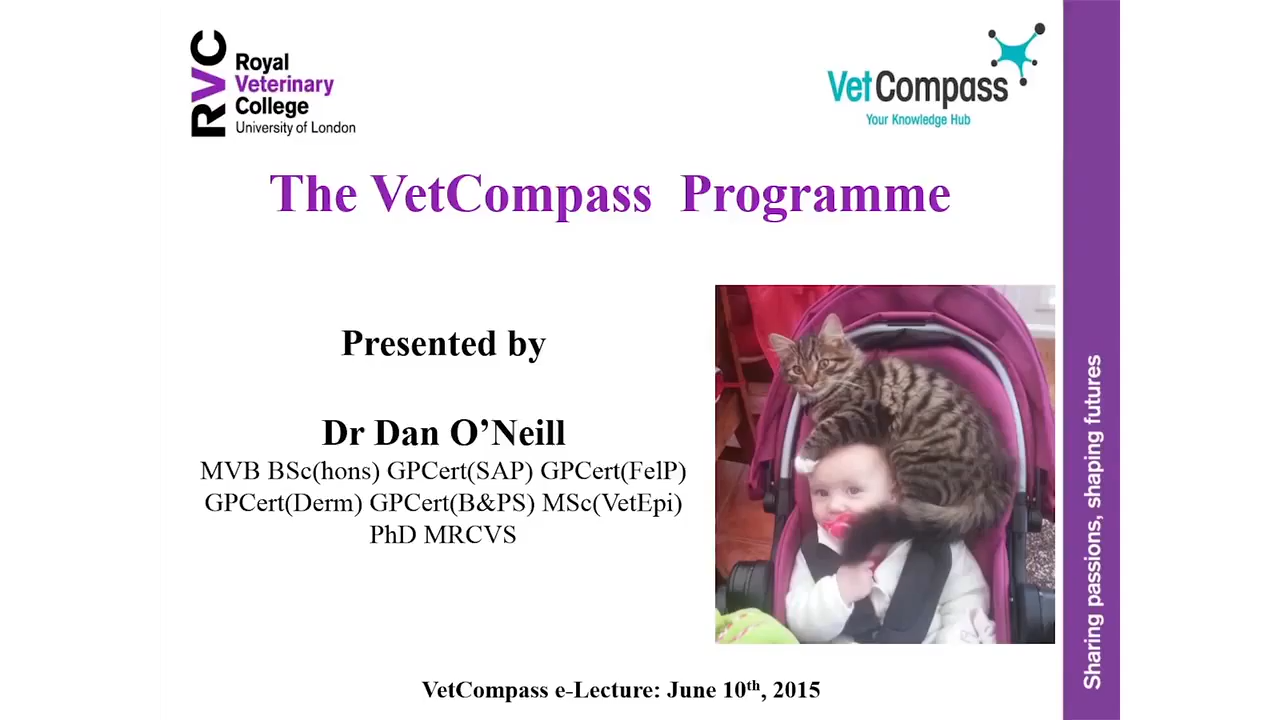 RVC
Royal
Veterinary
College
University of London
VetCompass
Your Knowledge Hub
The VetCompass Programme
Presented by
Dr Dan O’Neill
MVB BSc(hons) GPCert(SAP) GPCert(FelP)
GPCert(Derm) GPCert(B&PS) MSc(VetEpi)
PhD MRCVS
VetCompass e-Lecture: June 10th, 2015
Sharing passions, shaping futures